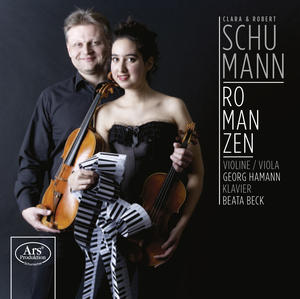 CLARA & ROBERT
SCHU
MANN
RO
MAN
ZEN
VIOLINE / VIOLA
GEORG HAMANN
KLAVIER
BEATA BECK
Ars
Produktion